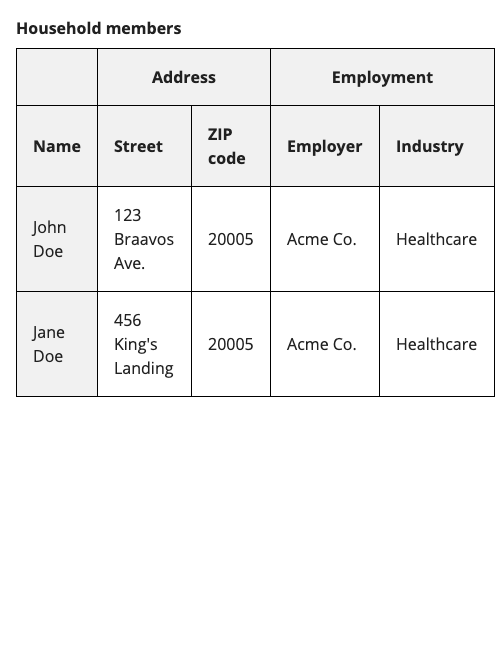 Household members
Address Employment
Name Street ZIP code Employer Industry
John Doe 123 Braavos Ave. 20005 Acme Co. Healthcare
Jane Doe 456 King's Landing 20005 Acme Co. Healthcare